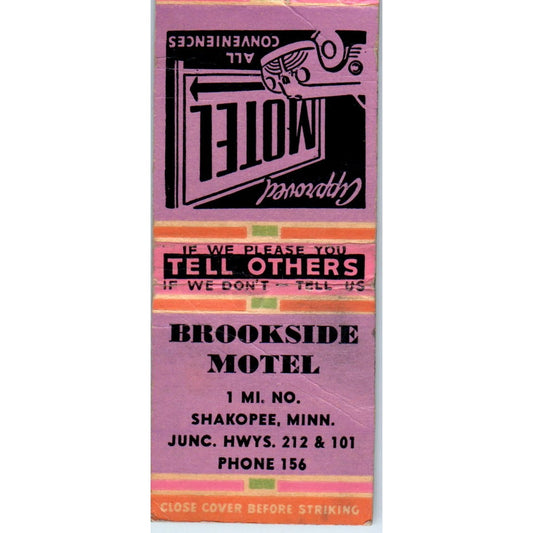 Approved
MOTEL
ALL
CONVENIENCES
IF WE PLEASE YOU
TELL OTHERS
IF WE DON'T - TELL US
BROOKSIDE
MOTEL
1 MI. NO.
SHAKOPEE, MINN.
JUNC. HWYS. 212 & 101
PHONE 156
CLOSE COVER BEFORE STRIKING